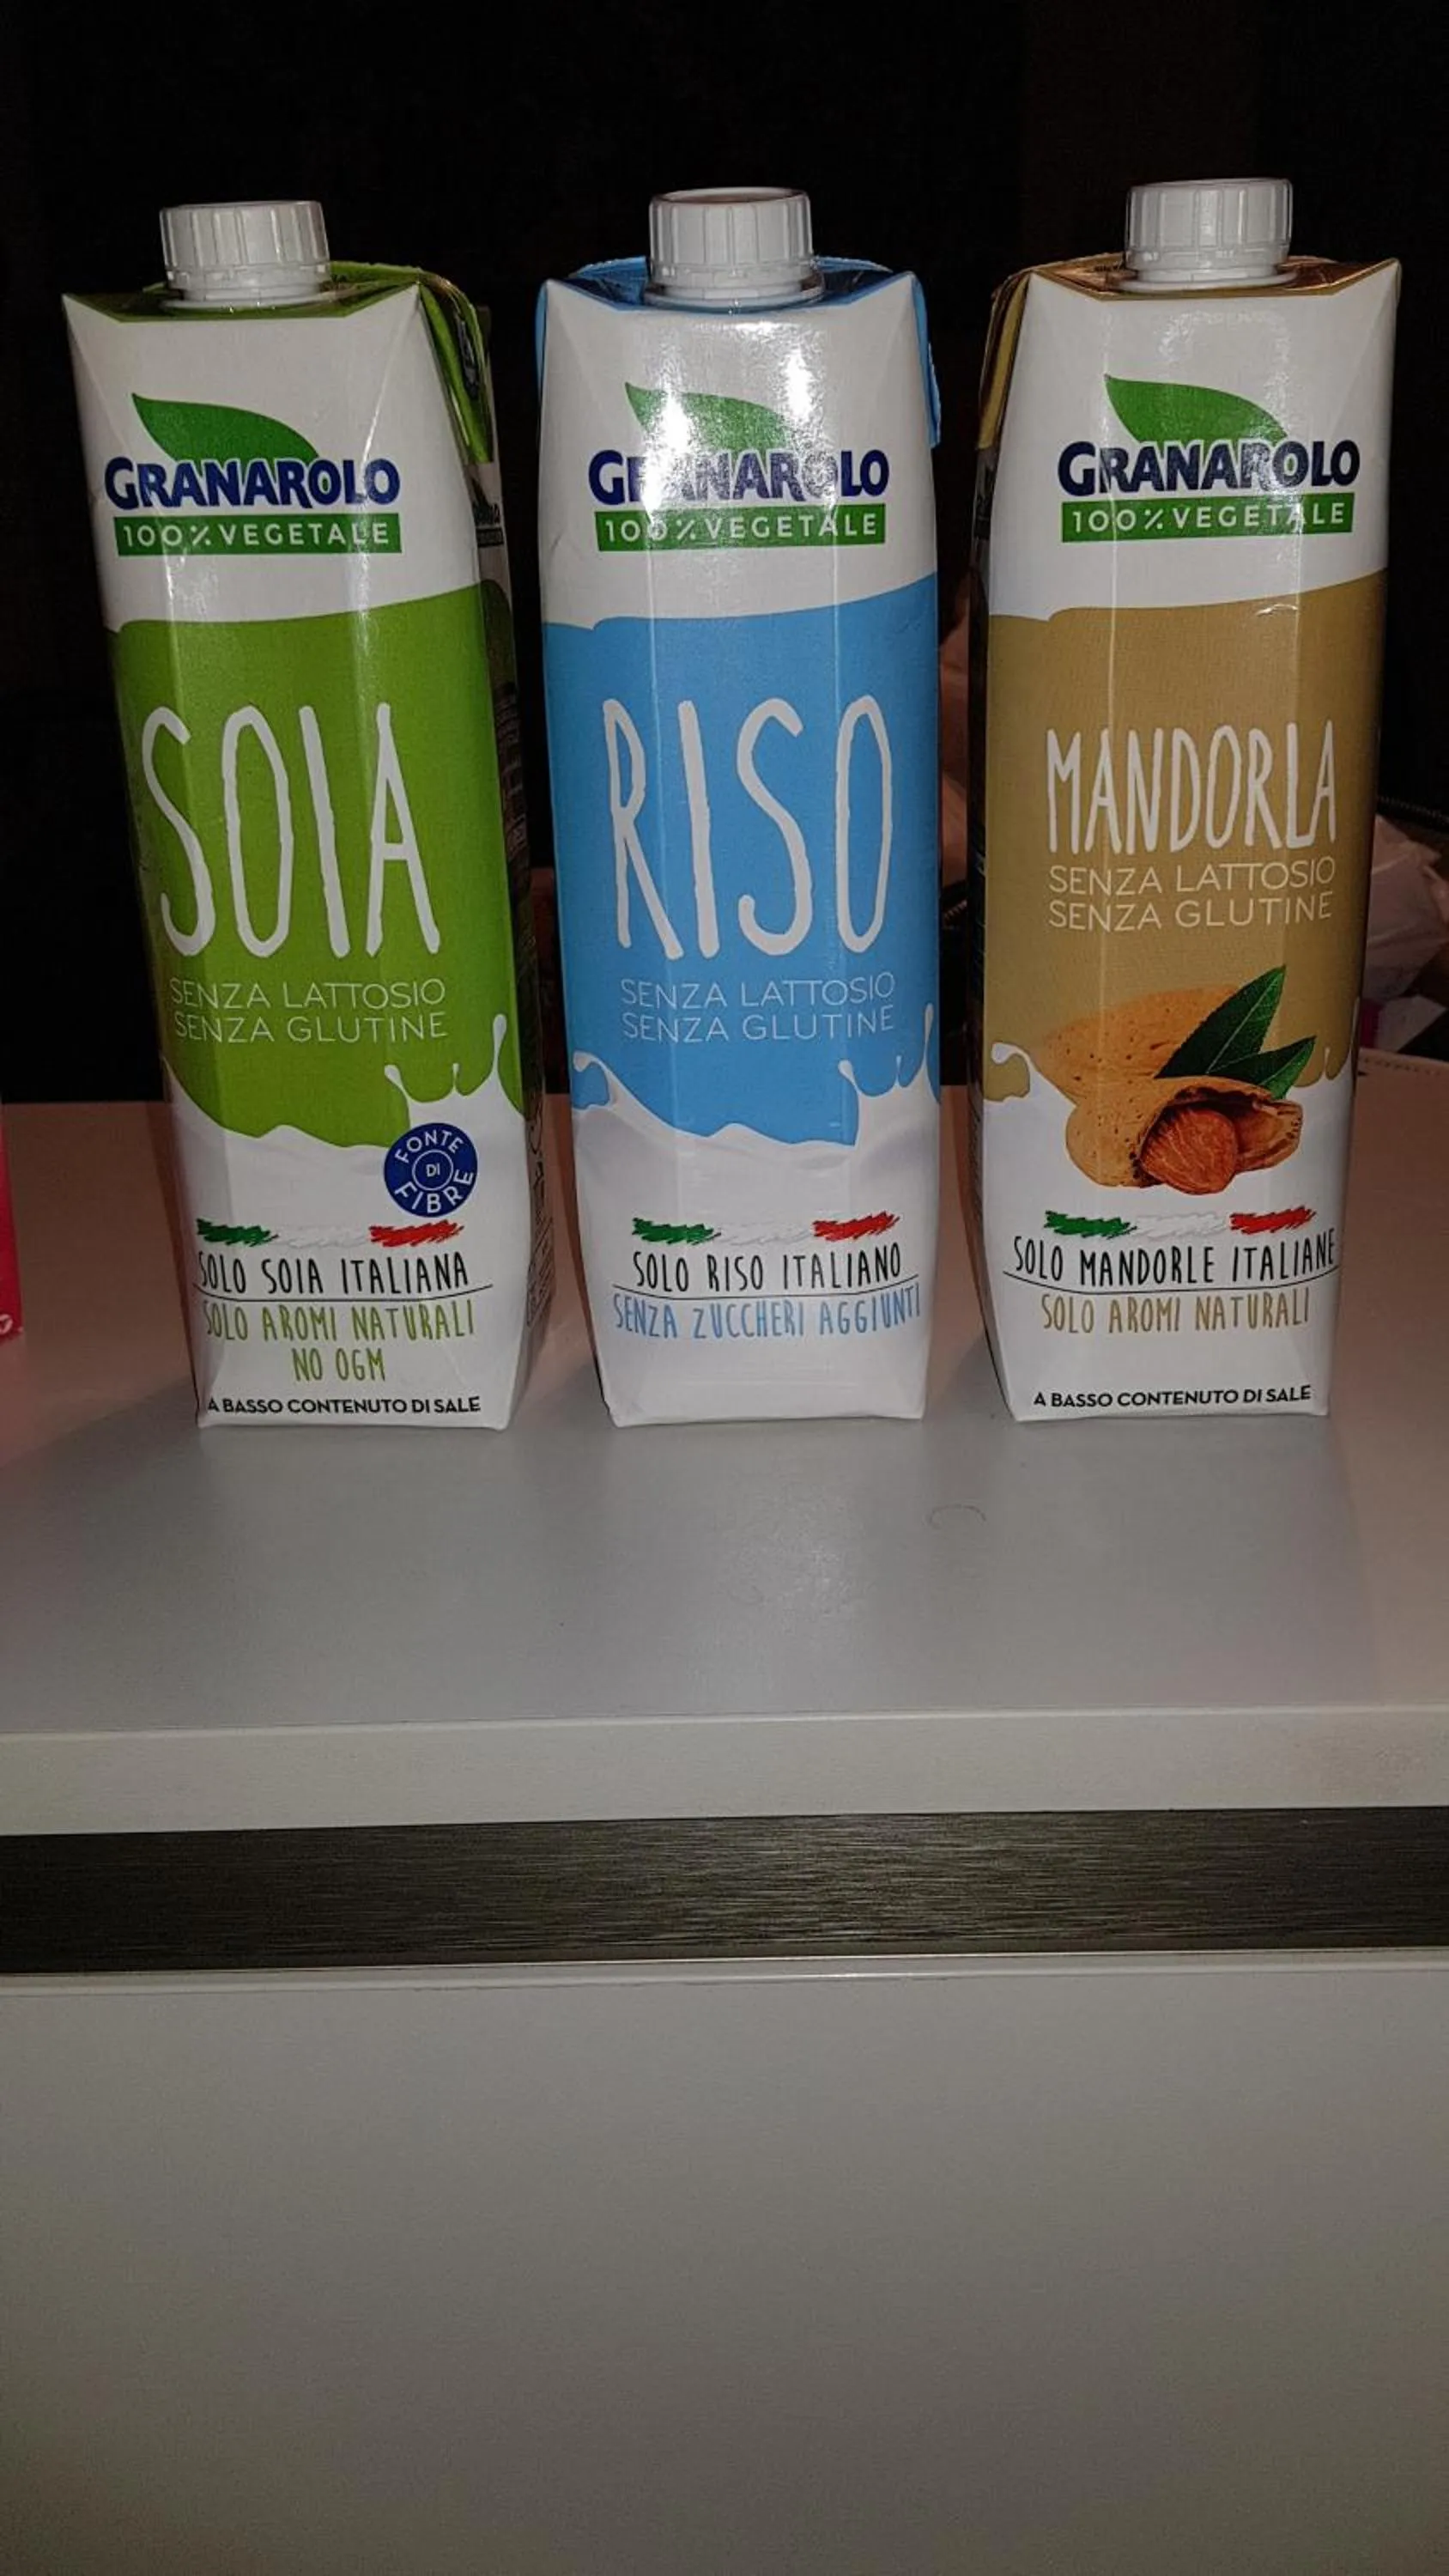 GRANAROLO
100% VEGETALE
SOIA
SENZA LATTOSIO
SENZA GLUTINE
FONTE
DI
FIBRE
SOLO SOIA ITALIANA
SOLO AROMI NATURALI
NO OGM
A BASSO CONTENUTO DI SALE
GRANAROLO
100% VEGETALE
RISO
SENZA LATTOSIO
SENZA GLUTINE
SOLO RISO ITALIANO
SENZA ZUCCHERI AGGIUNTI
GRANAROLO
100% VEGETALE
MANDORLA
SENZA LATTOSIO
SENZA GLUTINE
SOLO MANDORLE ITALIANE
SOLO AROMI NATURALI
A BASSO CONTENUTO DI SALE